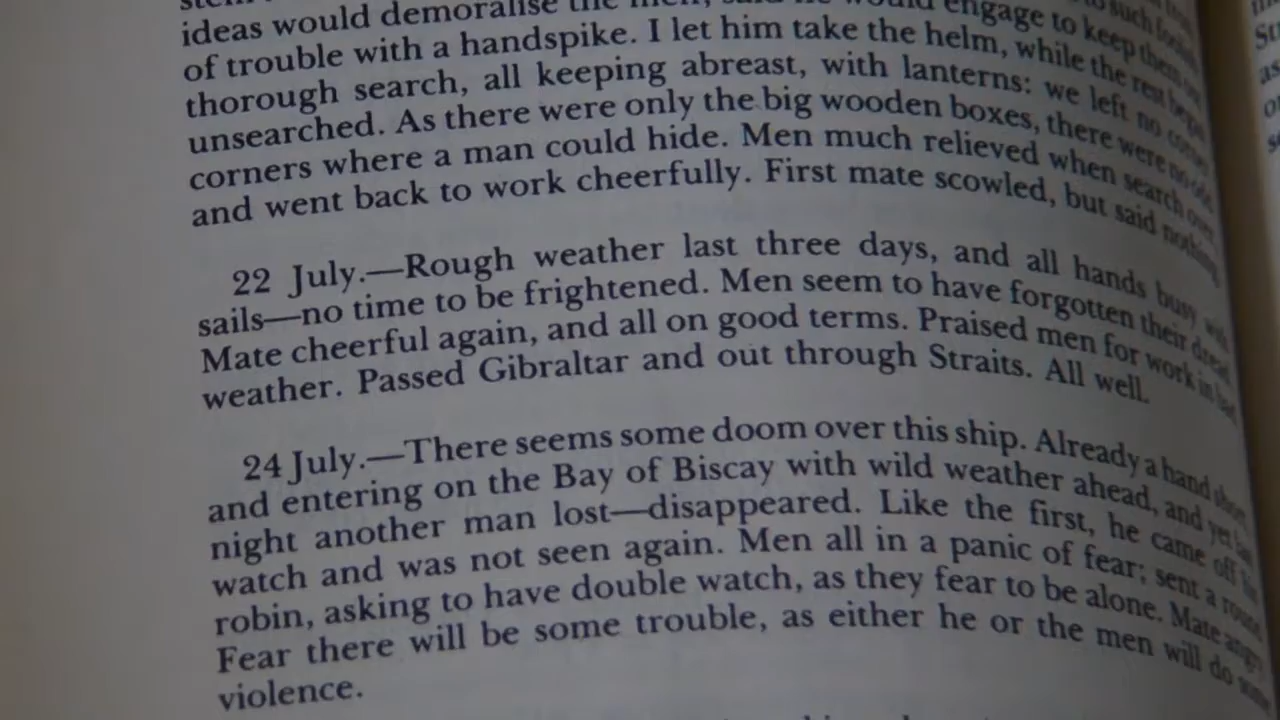 ideas would demoralise the men, said he would engage to keep them out
of trouble with a handspike. I let him take the helm, while the rest began
thorough search, all keeping abreast, with lanterns: we left no corner
unsearched. As there were only the big wooden boxes, there were no odd
corners where a man could hide. Men much relieved when search over,
and went back to work cheerfully. First mate scowled, but said nothing.
22 July.—Rough weather last three days, and all hands busy with
sails—no time to be frightened. Men seem to have forgotten their dread.
Mate cheerful again, and all on good terms. Praised men for work in bad
weather. Passed Gibraltar and out through Straits. All well.
24 July.—There seems some doom over this ship. Already a hand short,
and entering on the Bay of Biscay with wild weather ahead, and yet last
night another man lost—disappeared. Like the first, he came off his
watch and was not seen again. Men all in a panic of fear; sent a round
robin, asking to have double watch, as they fear to be alone. Mate angry.
Fear there will be some trouble, as either he or the men will do some
violence.